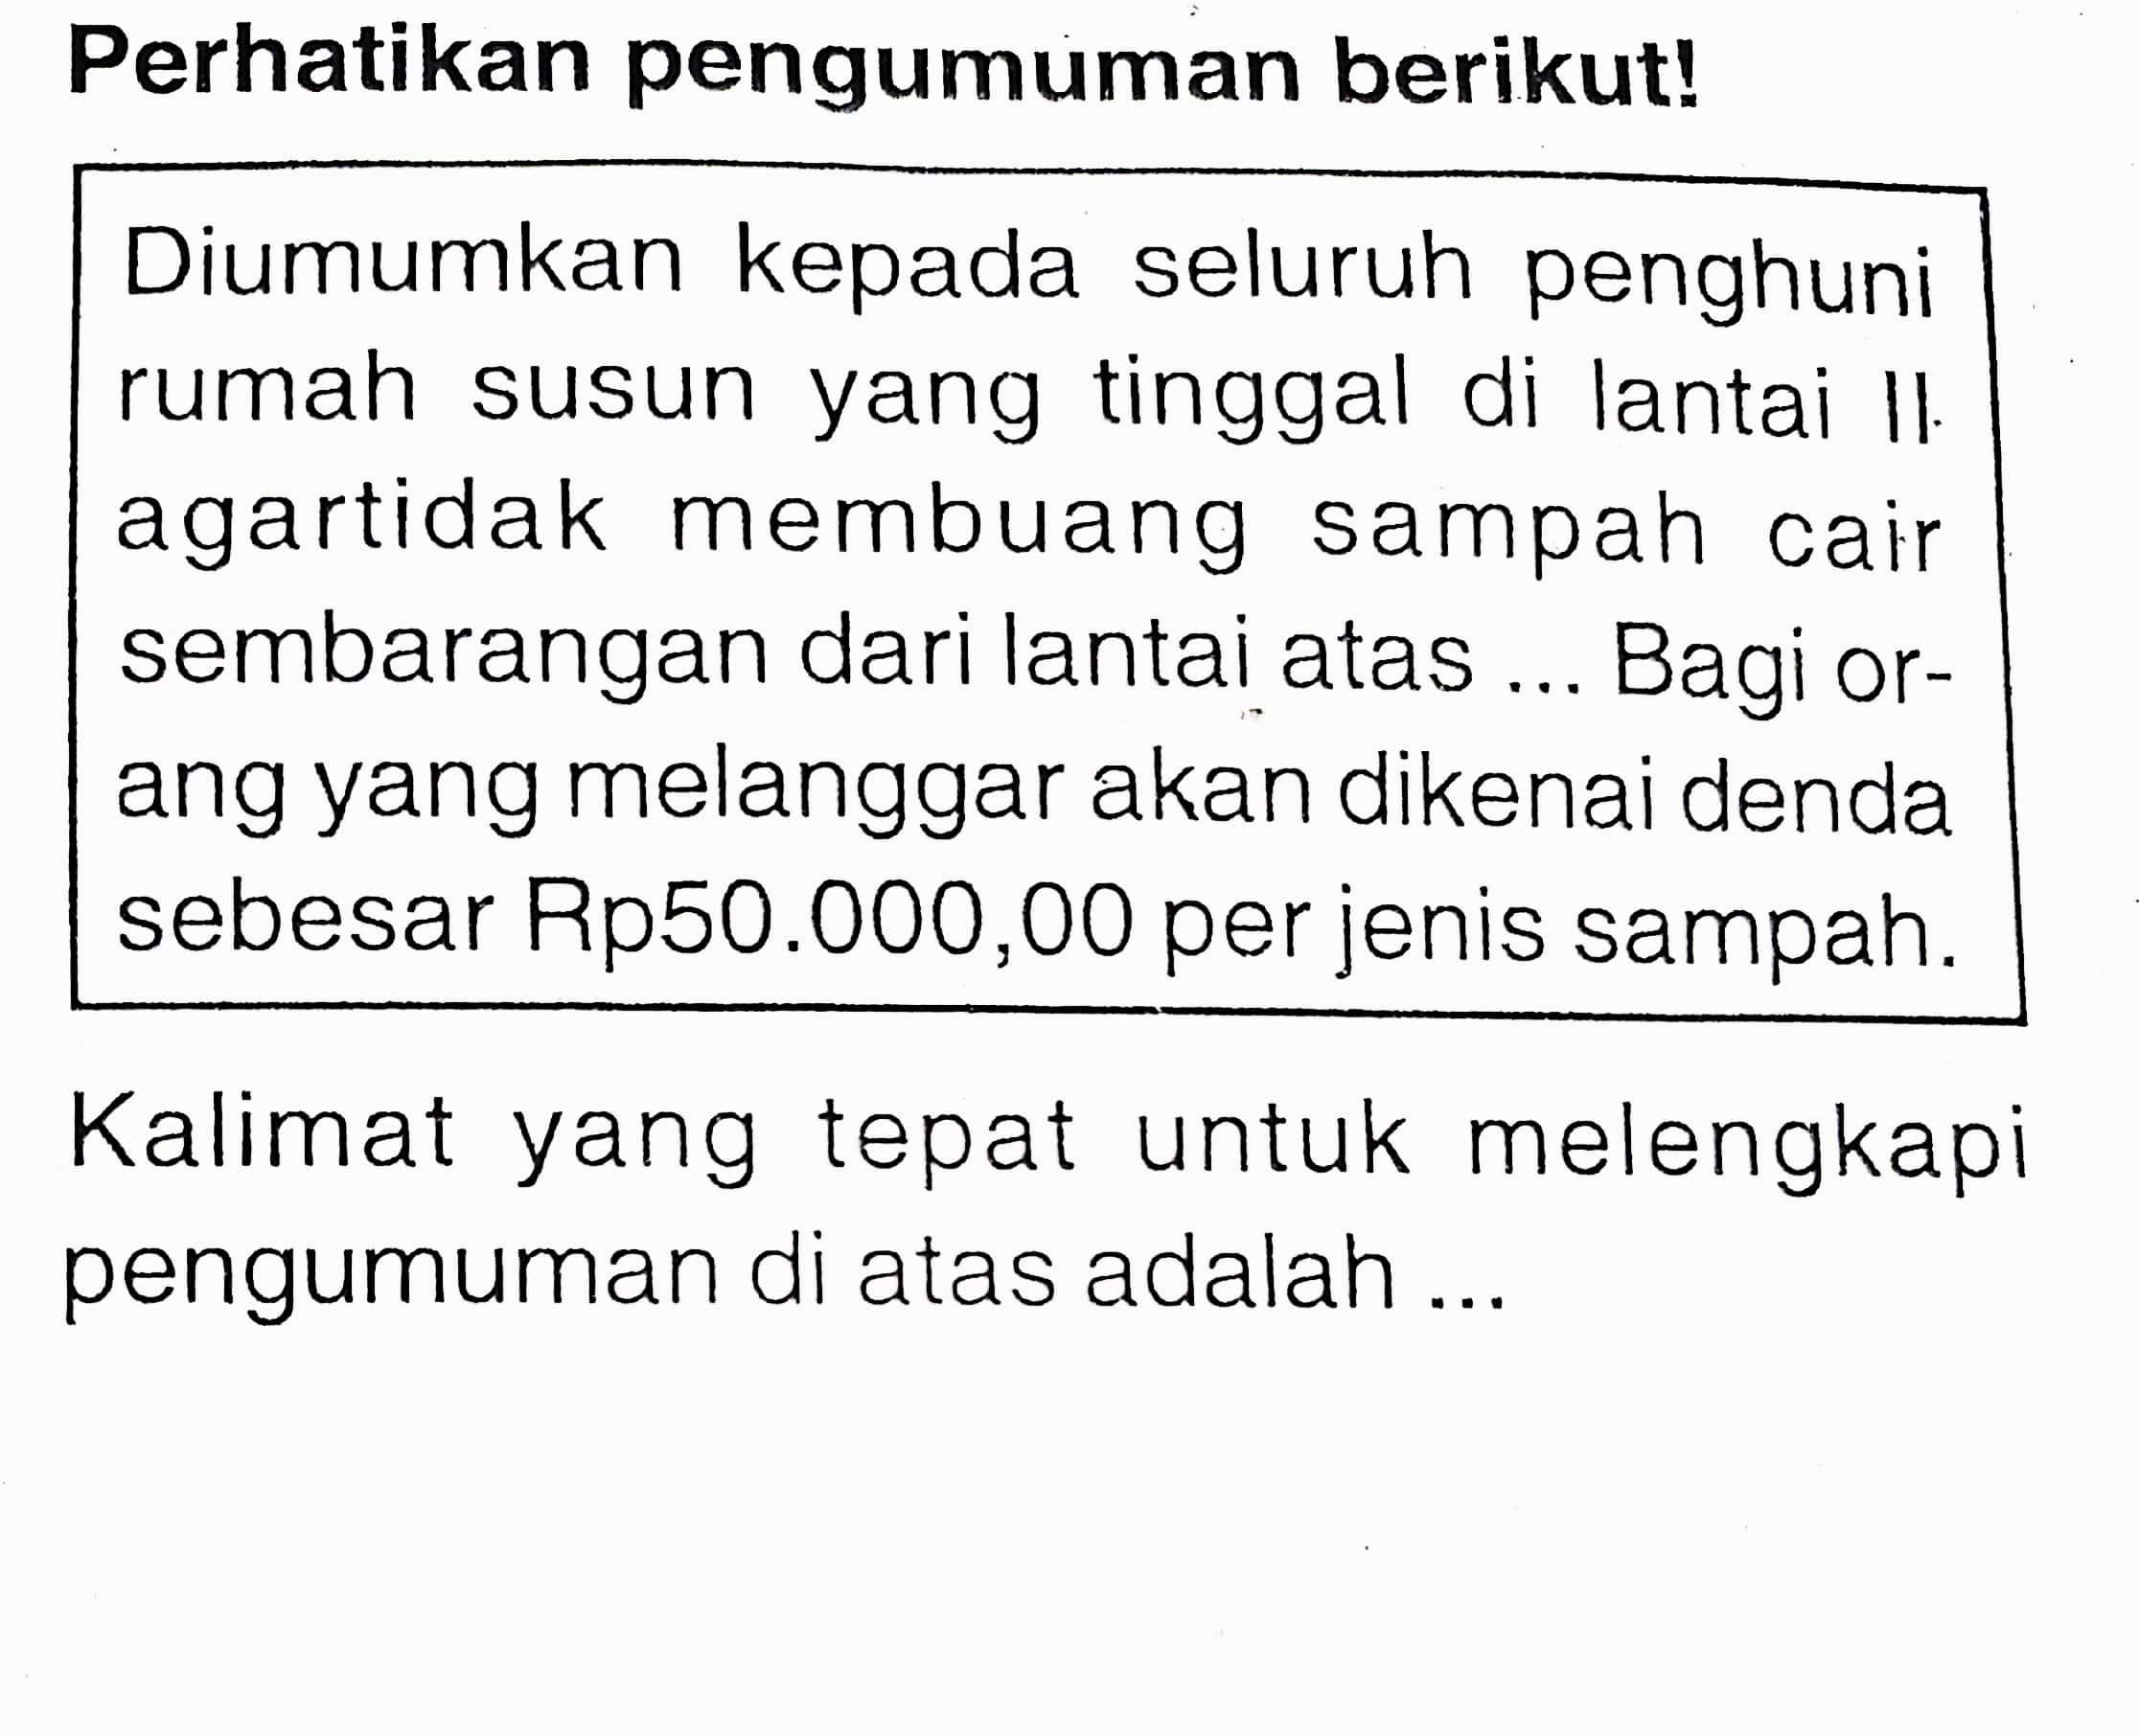 Perhatikan pengumuman berikut!
Diumumkan kepada seluruh penghuni
rumah susun yang tinggal di lantai II
agartidak membuang sampah cair
sembarangan dari lantai atas ... Bagi or-
ang yang melanggar akan dikenai denda
sebesar Rp50.000,00 per jenis sampah.
Kalimat yang tepat untuk melengkapi
pengumuman di atas adalah ...